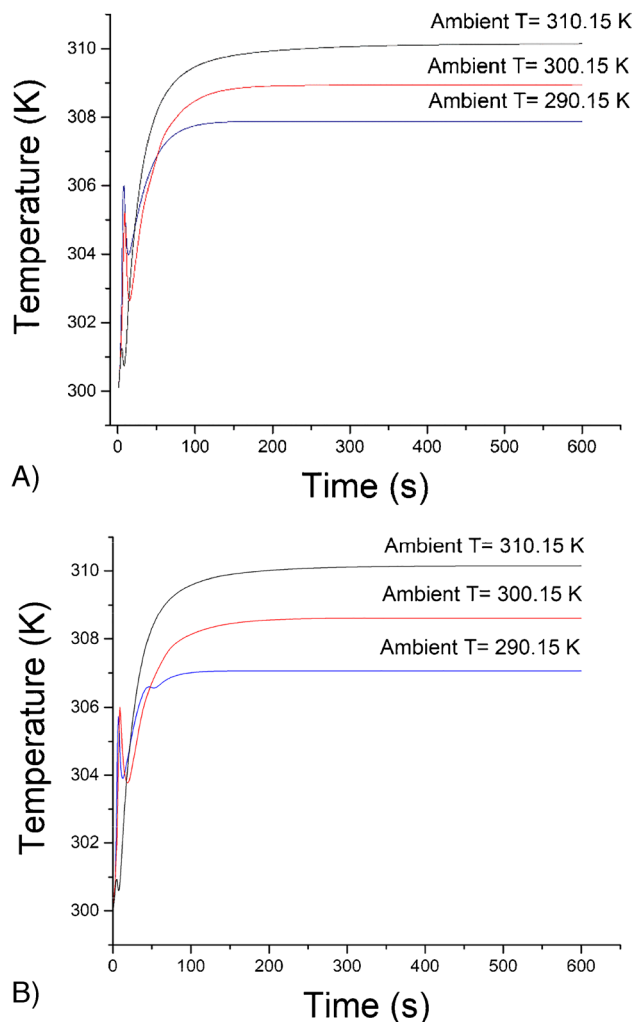 Ambient T= 310.15 K
Ambient T= 300.15 K
Ambient T= 290.15 K
Temperature (K)
310
308
306
304
302
300
0 100 200 300 400 500 600
Time (s)
A)
Ambient T= 310.15 K
Ambient T= 300.15 K
Ambient T= 290.15 K
Temperature (K)
310
308
306
304
302
300
0 100 200 300 400 500 600
Time (s)
B)